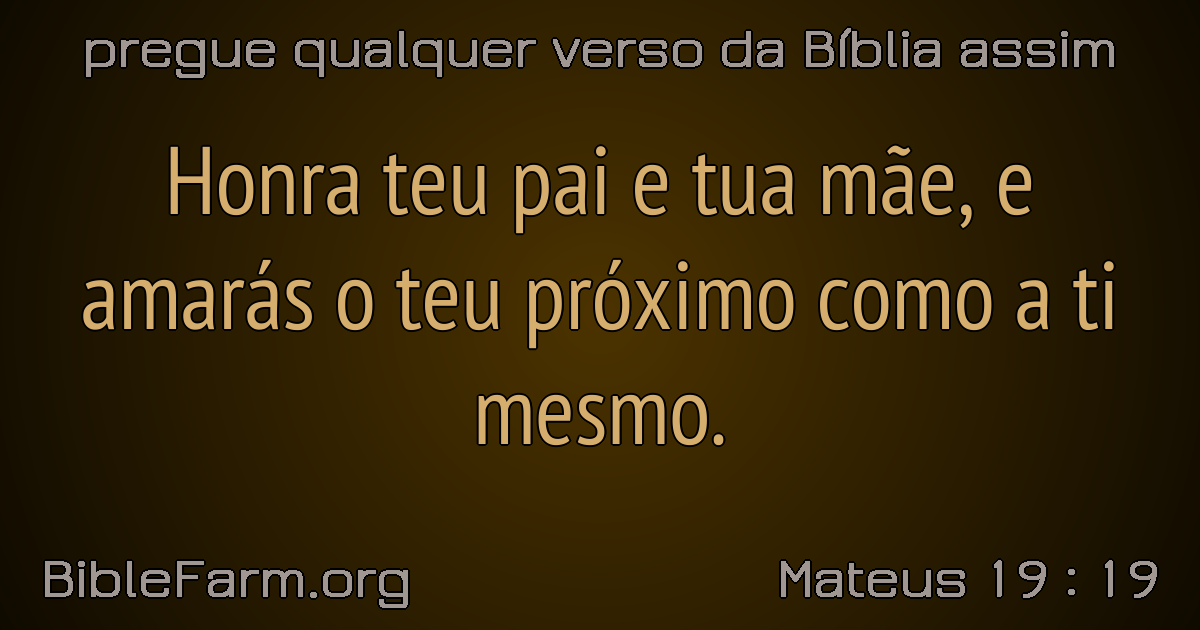 pregue qualquer verso da Bíblia assim
Honra teu pai e tua mãe, e
amarás o teu próximo como a ti
mesmo.
BibleFarm.org
Mateus 19 : 19